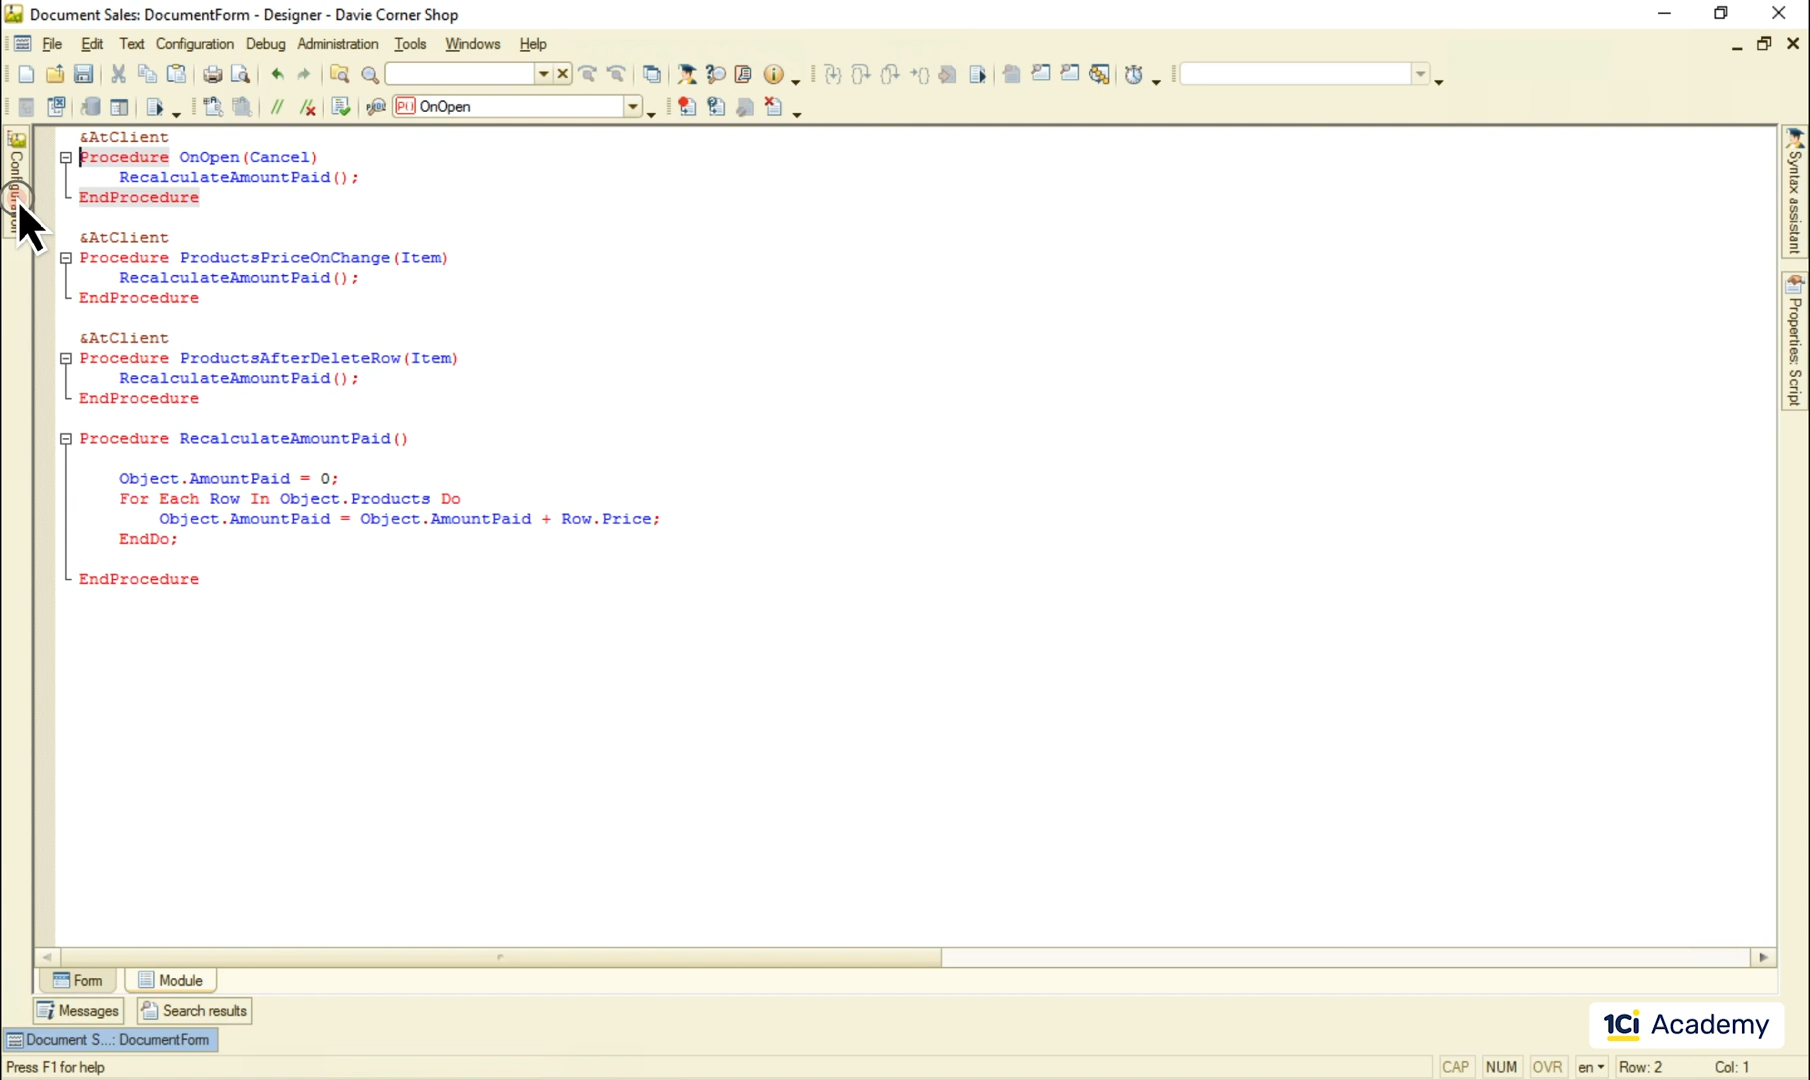 Document Sales: DocumentForm - Designer - Davie Corner Shop
File Edit Text Configuration Debug Administration Tools Windows Help
OnOpen
Configuration
&AtClient
Procedure OnOpen(Cancel)
RecalculateAmountPaid();
EndProcedure
&AtClient
Procedure ProductsPriceOnChange(Item)
RecalculateAmountPaid();
EndProcedure
&AtClient
Procedure ProductsAfterDeleteRow(Item)
RecalculateAmountPaid();
EndProcedure
Procedure RecalculateAmountPaid()
Object.AmountPaid = 0;
For Each Row In Object.Products Do
Object.AmountPaid = Object.AmountPaid + Row.Price;
EndDo;
EndProcedure
Syntax assistant
Properties: Script
Form Module
Messages Search results
Document S...: DocumentForm
1Ci Academy
Press F1 for help CAP NUM OVR en Row: 2 Col: 1